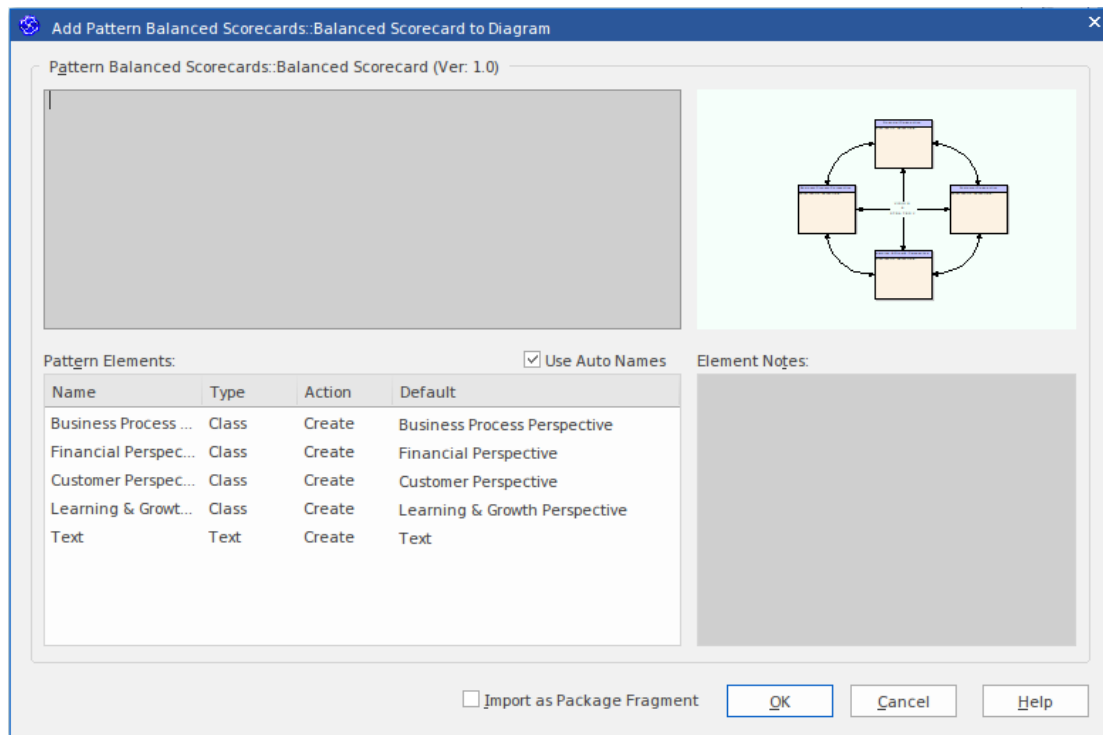 Add Pattern Balanced Scorecards::Balanced Scorecard to Diagram
Pattern Balanced Scorecards::Balanced Scorecard (Ver: 1.0)
Pattern Elements:
Use Auto Names
Element Notes:
Name Type Action Default
Business Process ... Class Create Business Process Perspective
Financial Perspec... Class Create Financial Perspective
Customer Perspec... Class Create Customer Perspective
Learning & Growt... Class Create Learning & Growth Perspective
Text Text Create Text
Import as Package Fragment
OK
Cancel
Help